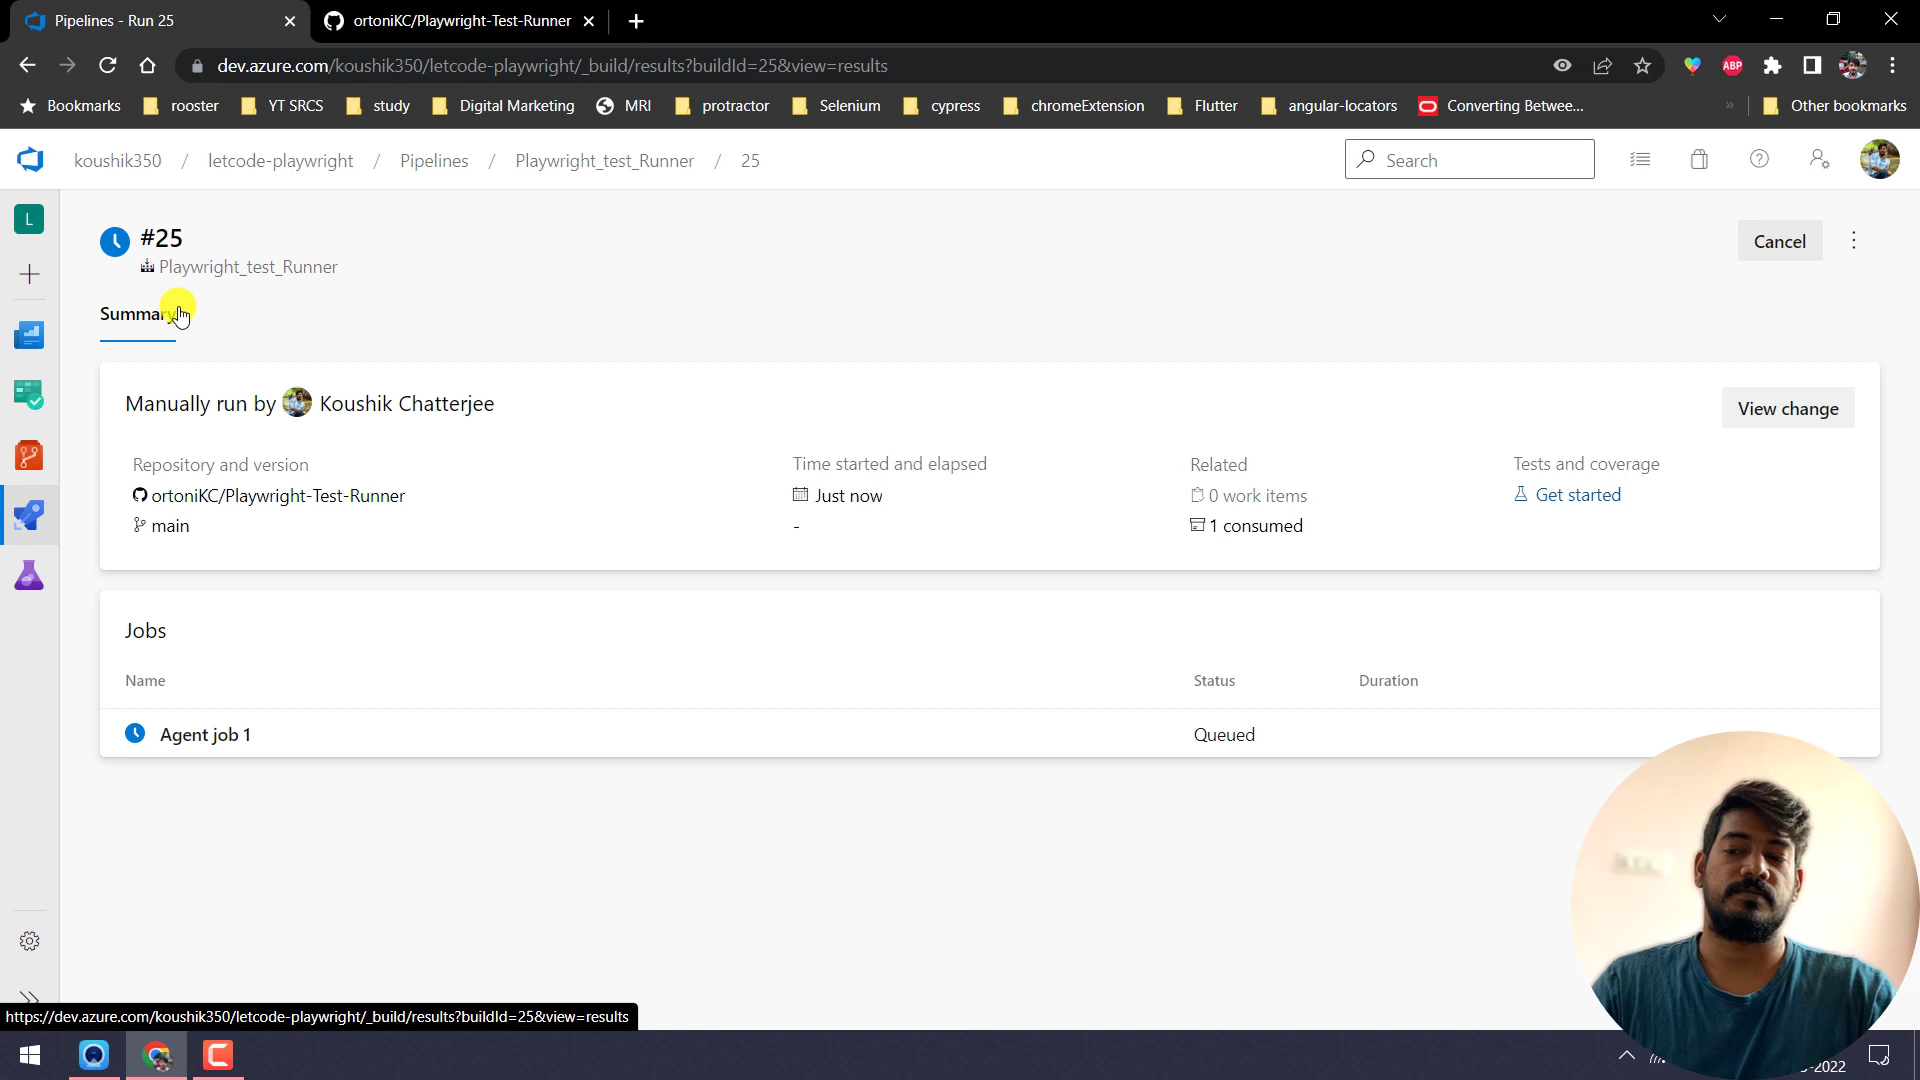 Pipelines - Run 25
ortoniKC/Playwright-Test-Runner
dev.azure.com/koushik350/letcode-playwright/_build/results?buildId=25&view=results
ABP
Bookmarks
rooster
YT SRCS
study
Digital Marketing
MRI
protractor
Selenium
cypress
chromeExtension
Flutter
angular-locators
Converting Betwee...
»
Other bookmarks
koushik350 / letcode-playwright / Pipelines / Playwright_test_Runner / 25
Search
L
#25
Playwright_test_Runner
Cancel
Summary
Manually run by Koushik Chatterjee
View change
Repository and version
Time started and elapsed
Related
Tests and coverage
ortoniKC/Playwright-Test-Runner
Just now
0 work items
Get started
main
-
1 consumed
Jobs
Name
Status
Duration
Agent job 1
Queued
https://dev.azure.com/koushik350/letcode-playwright/_build/results?buildId=25&view=results
-2022